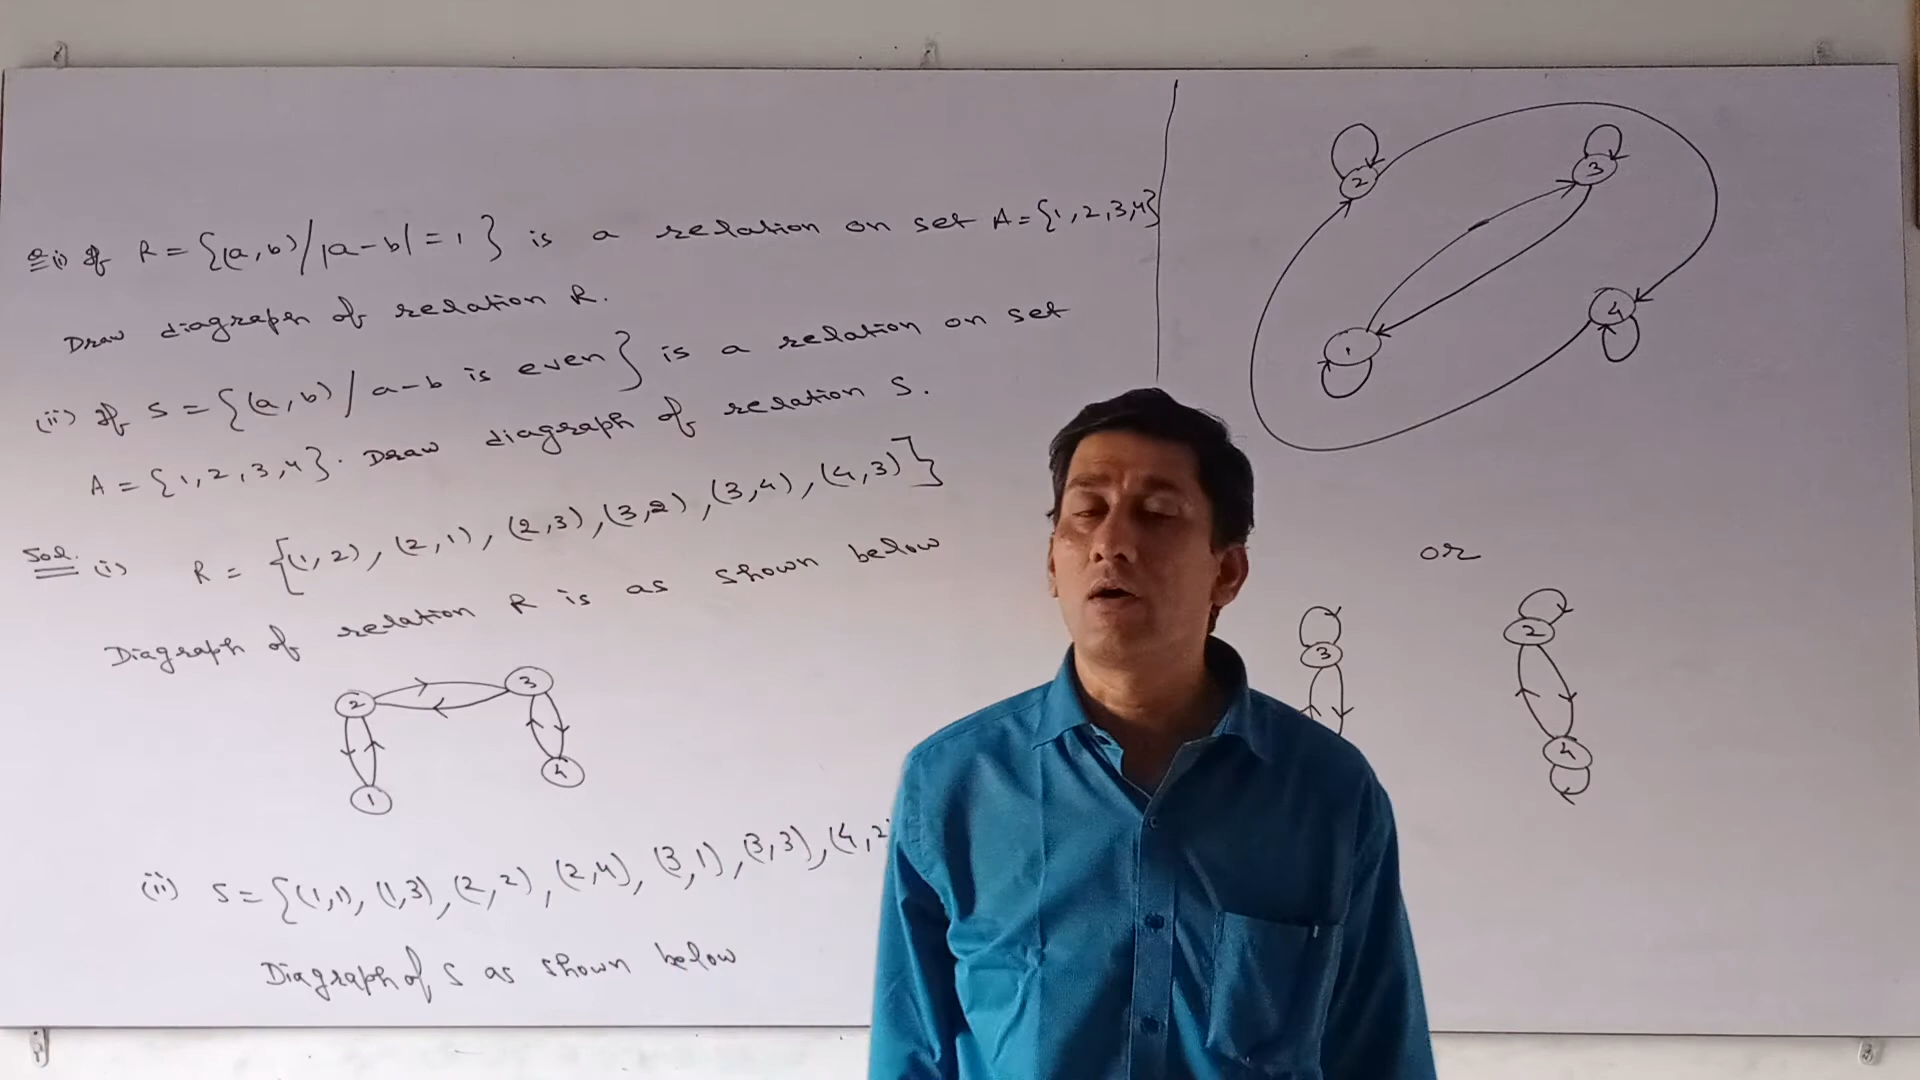 Q (i) If R = {(a,b) / |a-b| = 1 } is a relation on set A = {1,2,3,4}
Draw diagraph of relation R.
(ii) If S = {(a,b) / a-b is even} is a relation on set
A = {1,2,3,4}. Draw diagraph of relation S.
Sol. (i) R = {(1,2), (2,1), (2,3), (3,2), (3,4), (4,3)}
Diagraph of relation R is as shown below
2 3
1 4
(ii) S = {(1,1), (1,3), (2,2), (2,4), (3,1), (3,3), (4,2
Diagraph of S as shown below
2 3
1 4
or
3 2
4